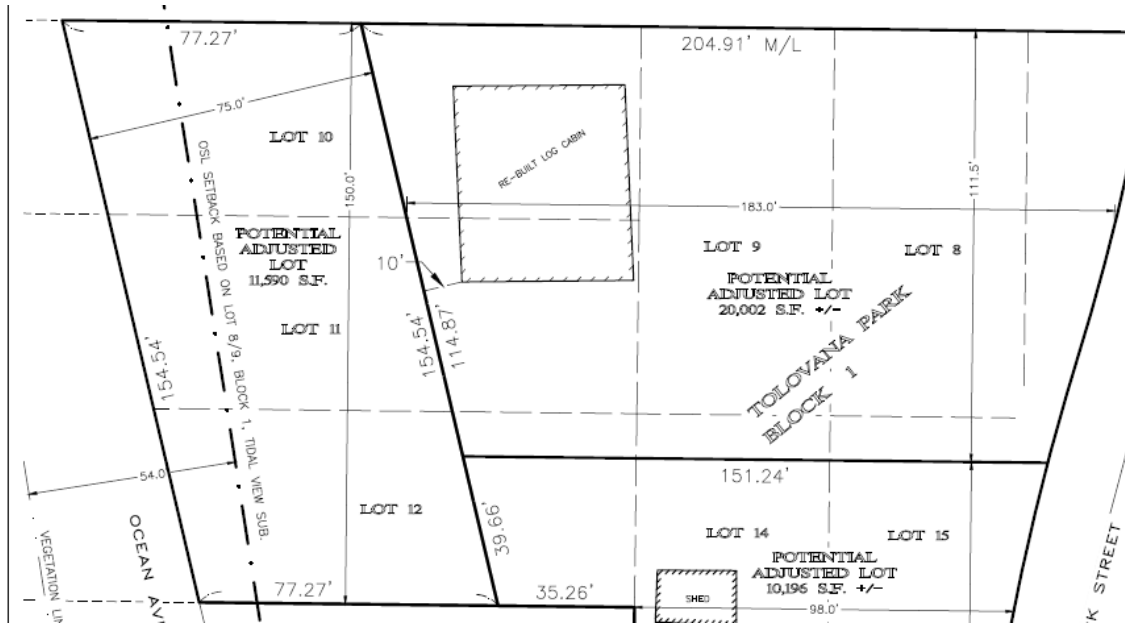 77.27'
204.91' M/L
75.0'
LOT 10
RE-BUILT LOG CABIN
OSL SETBACK BASED ON LOT 8/9, BLOCK 1, TIDAL VIEW SUB.
150.0'
111.5'
183.0'
POTENTIAL
ADJUSTED
LOT
11,590 S.F.
10'
LOT 9
LOT 8
POTENTIAL
ADJUSTED LOT
20,002 S.F. +/-
LOT 11
154.54'
154.54'
114.87'
TOLOVANA PARK
BLOCK 1
54.0
151.24'
LOT 12
39.66'
LOT 14
LOT 15
OCEAN AV
VEGETATION LIN
POTENTIAL
ADJUSTED LOT
10,196 S.F. +/-
77.27'
35.26'
SHED
98.0'
CK STREET